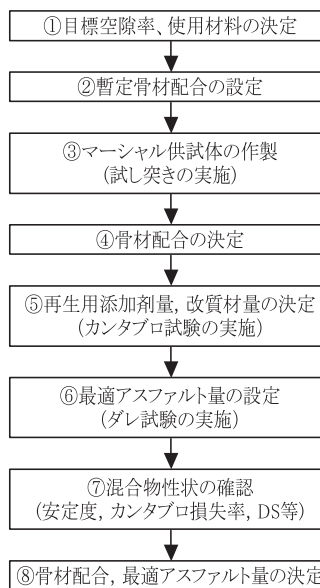 ①目標空隙率、使用材料の決定
②暫定骨材配合の設定
③マーシャル供試体の作製
(試し突きの実施)
④骨材配合の決定
⑤再生用添加剤量, 改質材量の決定
(カンタブロ試験の実施)
⑥最適アスファルト量の設定
(ダレ試験の実施)
⑦混合物性状の確認
(安定度, カンタブロ損失率, DS等)
⑧骨材配合, 最適アスファルト量の決定